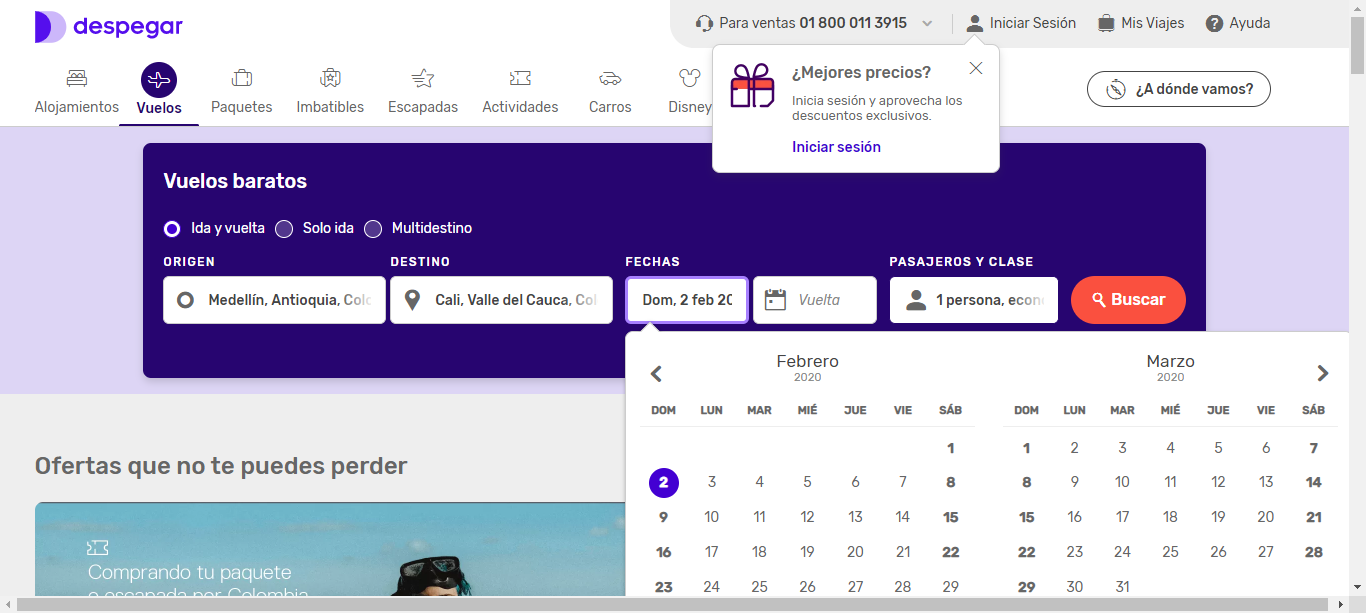 despegar
Para ventas 01 800 011 3915
Iniciar Sesión
Mis Viajes
Ayuda
Alojamientos
Vuelos
Paquetes
Imbatibles
Escapadas
Actividades
Carros
Disney
¿A dónde vamos?
¿Mejores precios?
Inicia sesión y aprovecha los
descuentos exclusivos.
Iniciar sesión
Vuelos baratos
Ida y vuelta
Solo ida
Multidestino
ORIGEN
DESTINO
FECHAS
PASAJEROS Y CLASE
Medellín, Antioquia, Colo
Cali, Valle del Cauca, Col
Dom, 2 feb 20
Vuelta
1 persona, econ
Buscar
Febrero
2020
DOM LUN MAR MIÉ JUE VIE SÁB
1
2 3 4 5 6 7 8
9 10 11 12 13 14 15
16 17 18 19 20 21 22
23 24 25 26 27 28 29
Marzo
2020
DOM LUN MAR MIÉ JUE VIE SÁB
1 2 3 4 5 6 7
8 9 10 11 12 13 14
15 16 17 18 19 20 21
22 23 24 25 26 27 28
29 30 31
Ofertas que no te puedes perder
Comprando tu paquete
o escapada por Colombia